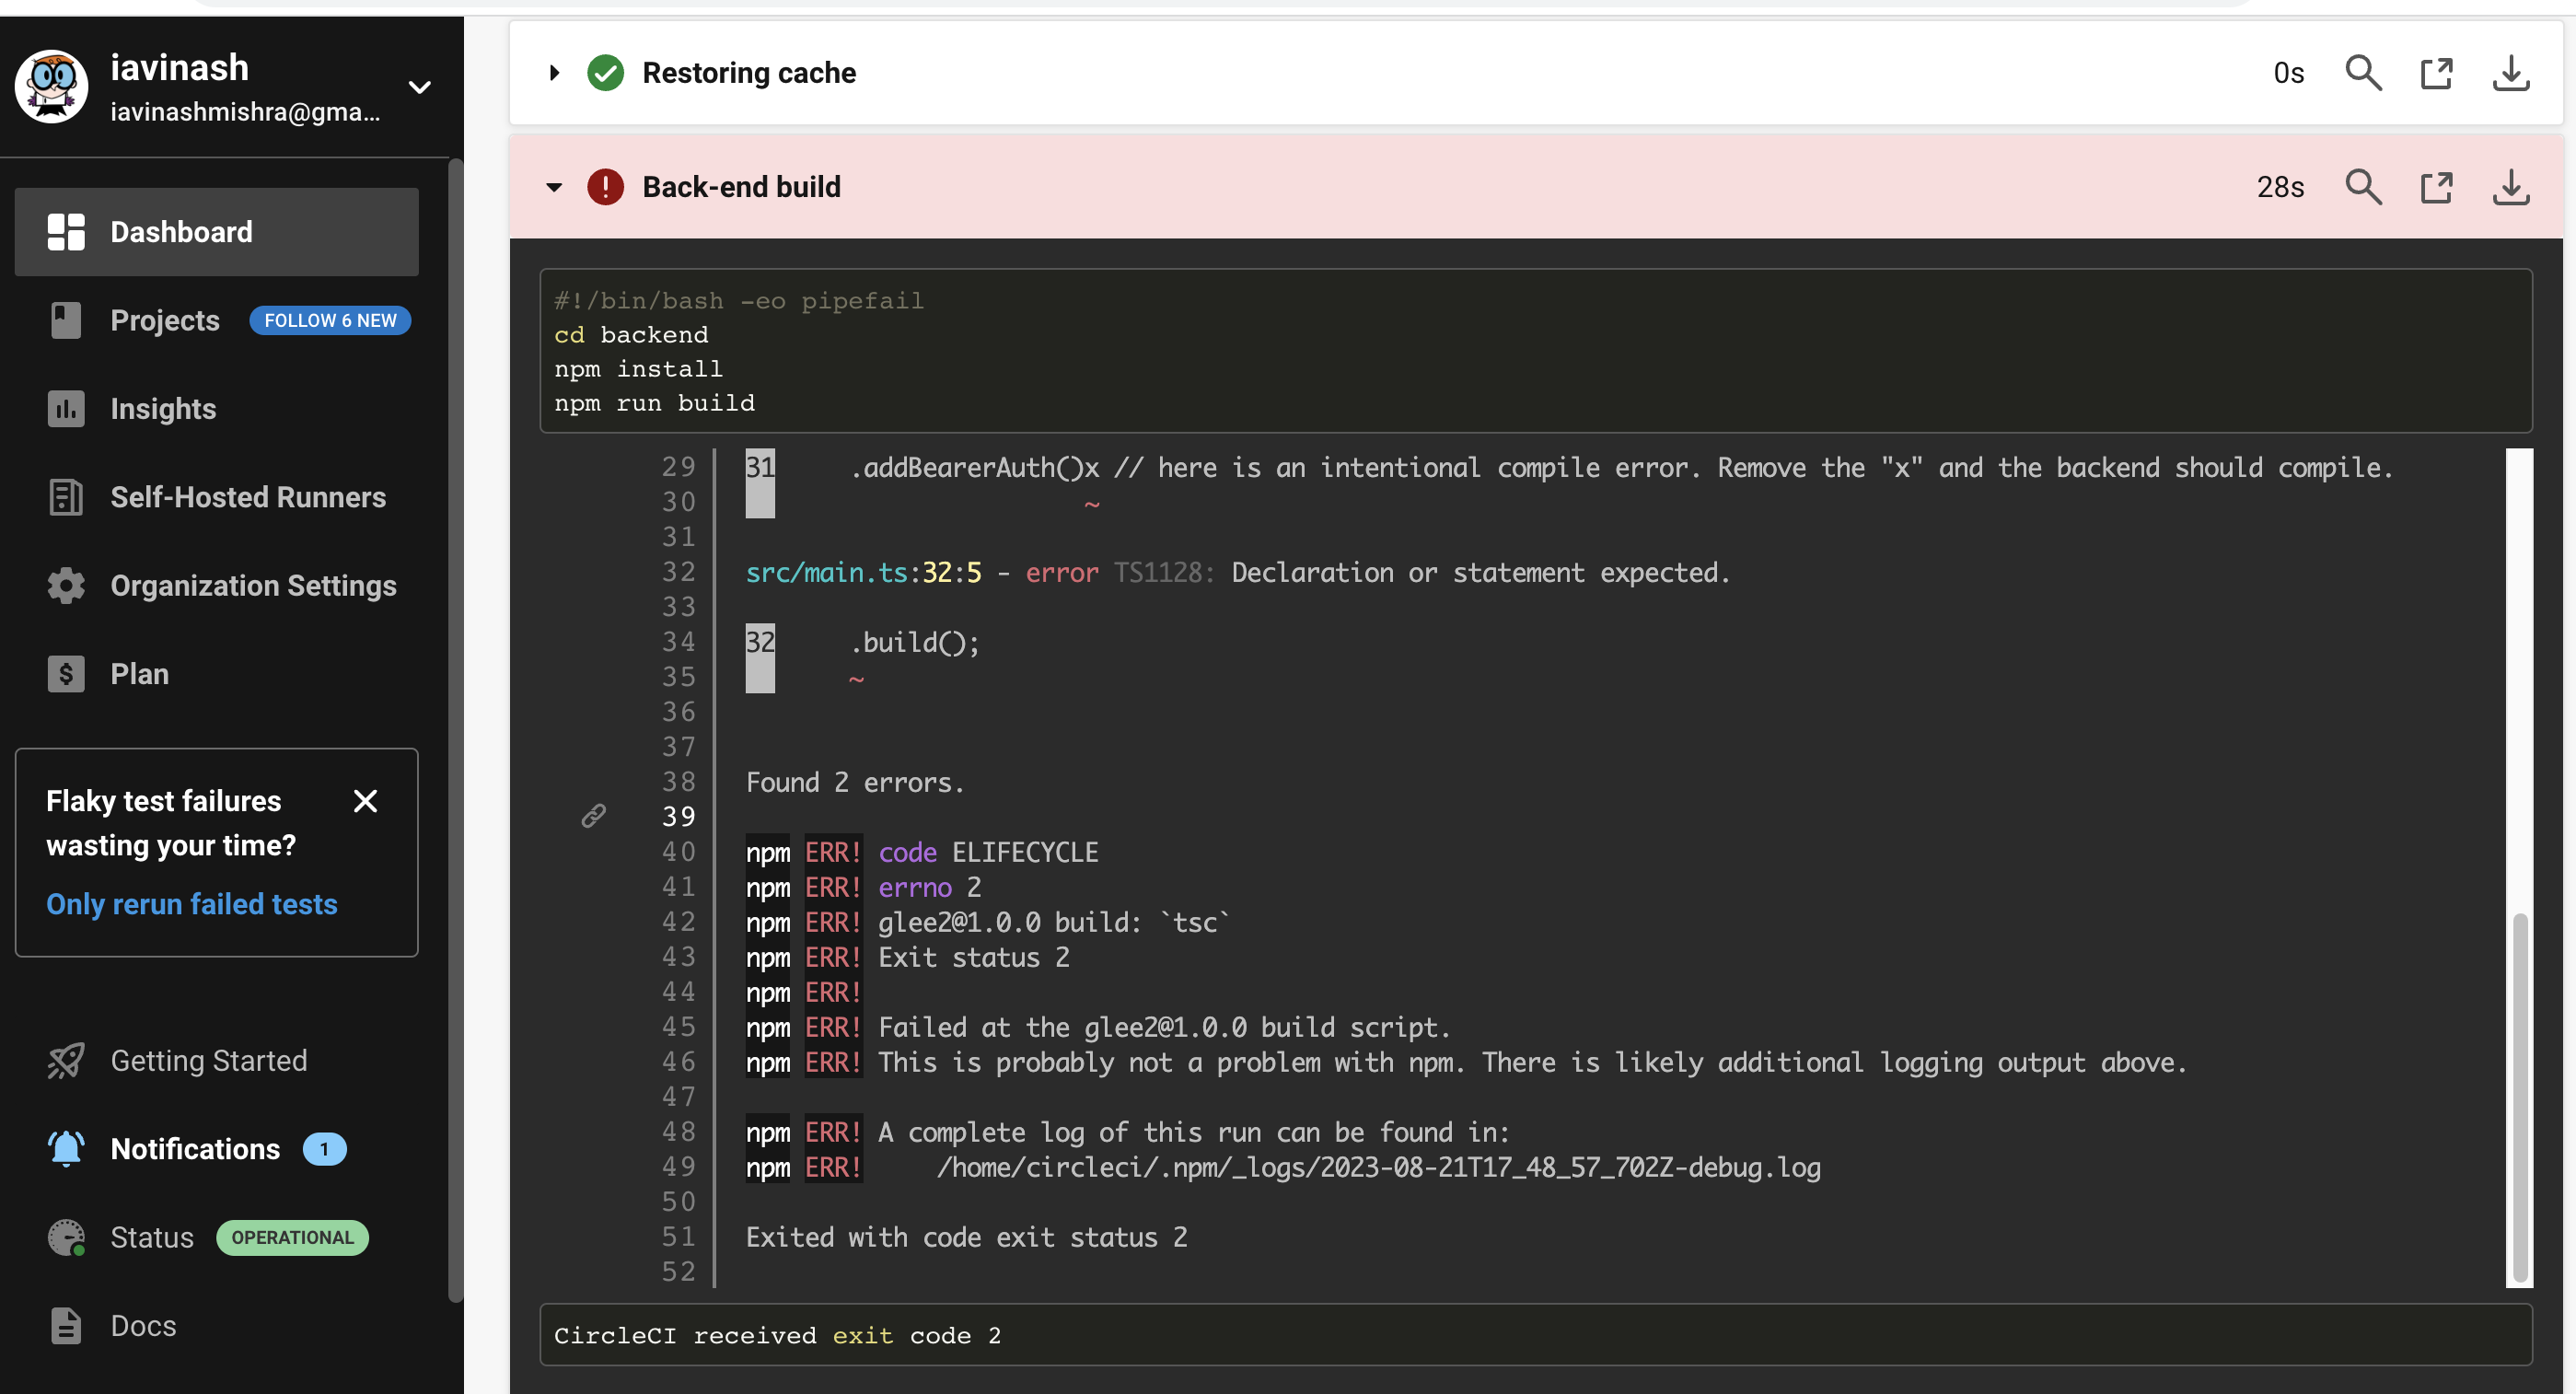 iavinash
iavinashmishra@gma...
Dashboard
Projects FOLLOW 6 NEW
Insights
Self-Hosted Runners
Organization Settings
Plan
Flaky test failures
wasting your time?
Only rerun failed tests
Getting Started
Notifications 1
Status OPERATIONAL
Docs
Restoring cache 0s
Back-end build 28s
#!/bin/bash -eo pipefail
cd backend
npm install
npm run build
29 31 .addBearerAuth()x // here is an intentional compile error. Remove the "x" and the backend should compile.
30 ~
31
32 src/main.ts:32:5 - error TS1128: Declaration or statement expected.
33
34 32 .build();
35 ~
36
37
38 Found 2 errors.
39
40 npm ERR! code ELIFECYCLE
41 npm ERR! errno 2
42 npm ERR! glee2@1.0.0 build: `tsc`
43 npm ERR! Exit status 2
44 npm ERR!
45 npm ERR! Failed at the glee2@1.0.0 build script.
46 npm ERR! This is probably not a problem with npm. There is likely additional logging output above.
47
48 npm ERR! A complete log of this run can be found in:
49 npm ERR! /home/circleci/.npm/_logs/2023-08-21T17_48_57_702Z-debug.log
50
51 Exited with code exit status 2
52
CircleCI received exit code 2